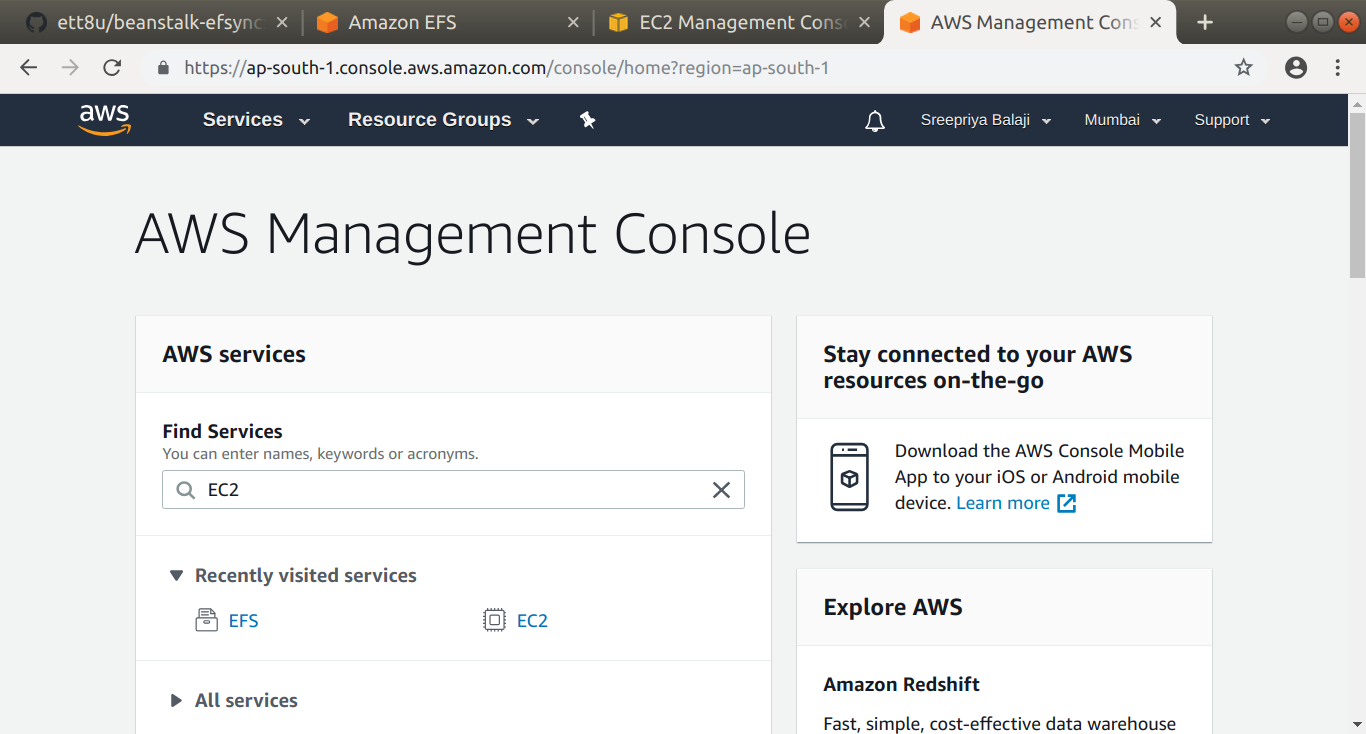 ett8u/beanstalk-efsync
Amazon EFS
EC2 Management Cons
AWS Management Con
https://ap-south-1.console.aws.amazon.com/console/home?region=ap-south-1
aws
Services
Resource Groups
Sreepriya Balaji
Mumbai
Support
AWS Management Console
AWS services
Find Services
You can enter names, keywords or acronyms.
EC2
Recently visited services
EFS
EC2
All services
Stay connected to your AWS
resources on-the-go
Download the AWS Console Mobile
App to your iOS or Android mobile
device. Learn more
Explore AWS
Amazon Redshift
Fast, simple, cost-effective data warehouse